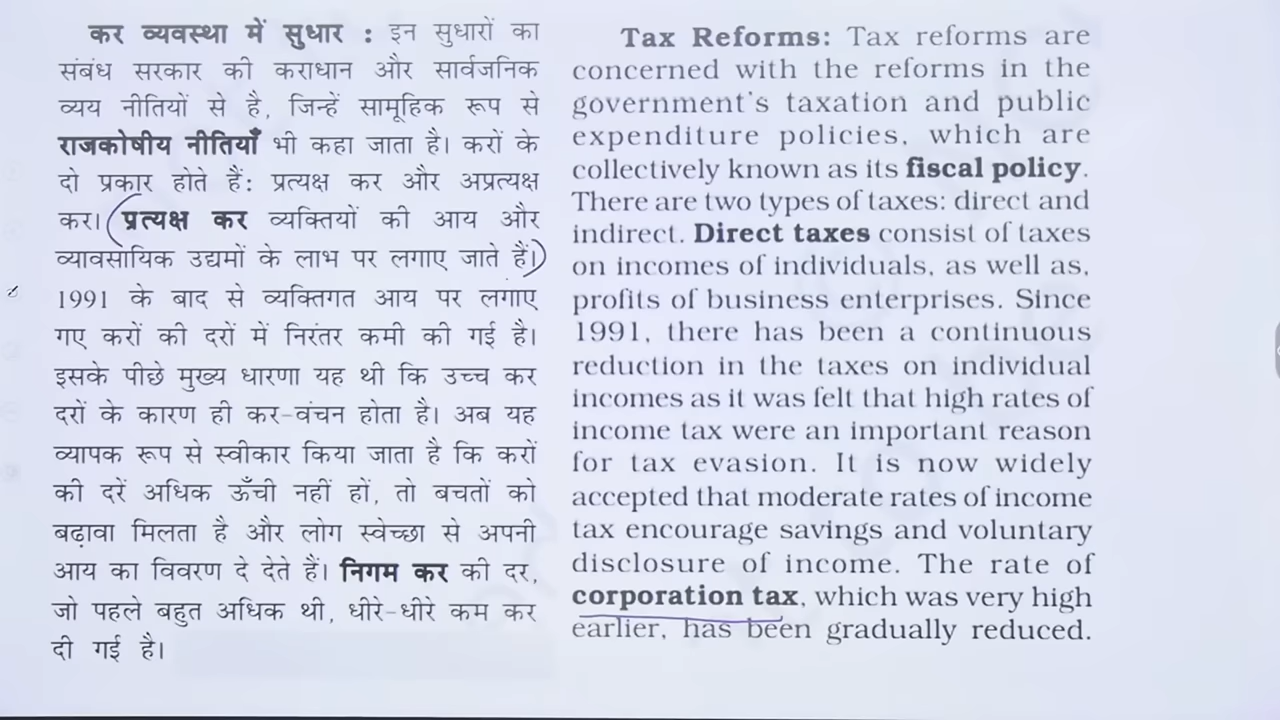 कर व्यवस्था में सुधार : इन सुधारों का
संबंध सरकार की कराधान और सार्वजनिक
व्यय नीतियों से है, जिन्हें सामूहिक रूप से
राजकोषीय नीतियाँ भी कहा जाता है। करों के
दो प्रकार होते हैं: प्रत्यक्ष कर और अप्रत्यक्ष
कर। प्रत्यक्ष कर व्यक्तियों की आय और
व्यावसायिक उद्यमों के लाभ पर लगाए जाते हैं।
1991 के बाद से व्यक्तिगत आय पर लगाए
गए करों की दरों में निरंतर कमी की गई है।
इसके पीछे मुख्य धारणा यह थी कि उच्च कर
दरों के कारण ही कर-वंचन होता है। अब यह
व्यापक रूप से स्वीकार किया जाता है कि करों
की दरें अधिक ऊँची नहीं हों, तो बचतों को
बढ़ावा मिलता है और लोग स्वेच्छा से अपनी
आय का विवरण दे देते हैं। निगम कर की दर,
जो पहले बहुत अधिक थी, धीरे-धीरे कम कर
दी गई है।
Tax Reforms: Tax reforms are
concerned with the reforms in the
government's taxation and public
expenditure policies, which are
collectively known as its fiscal policy.
There are two types of taxes: direct and
indirect. Direct taxes consist of taxes
on incomes of individuals, as well as,
profits of business enterprises. Since
1991, there has been a continuous
reduction in the taxes on individual
incomes as it was felt that high rates of
income tax were an important reason
for tax evasion. It is now widely
accepted that moderate rates of income
tax encourage savings and voluntary
disclosure of income. The rate of
corporation tax, which was very high
earlier, has been gradually reduced.